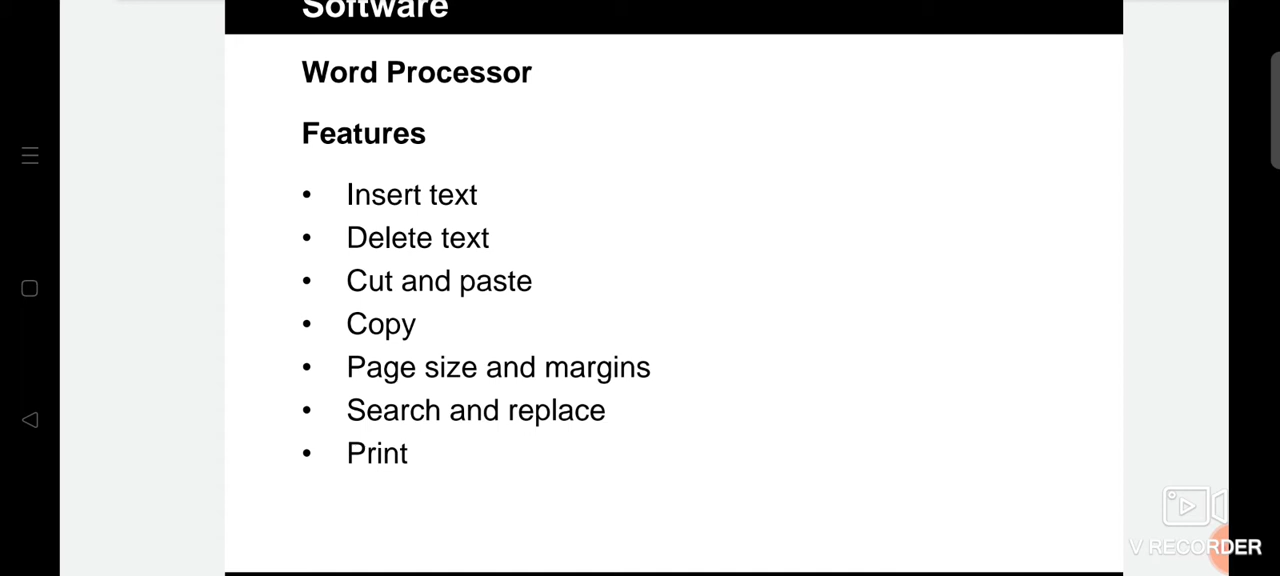 Software
Word Processor
Features
• Insert text
• Delete text
• Cut and paste
• Copy
• Page size and margins
• Search and replace
• Print
V RECORDER